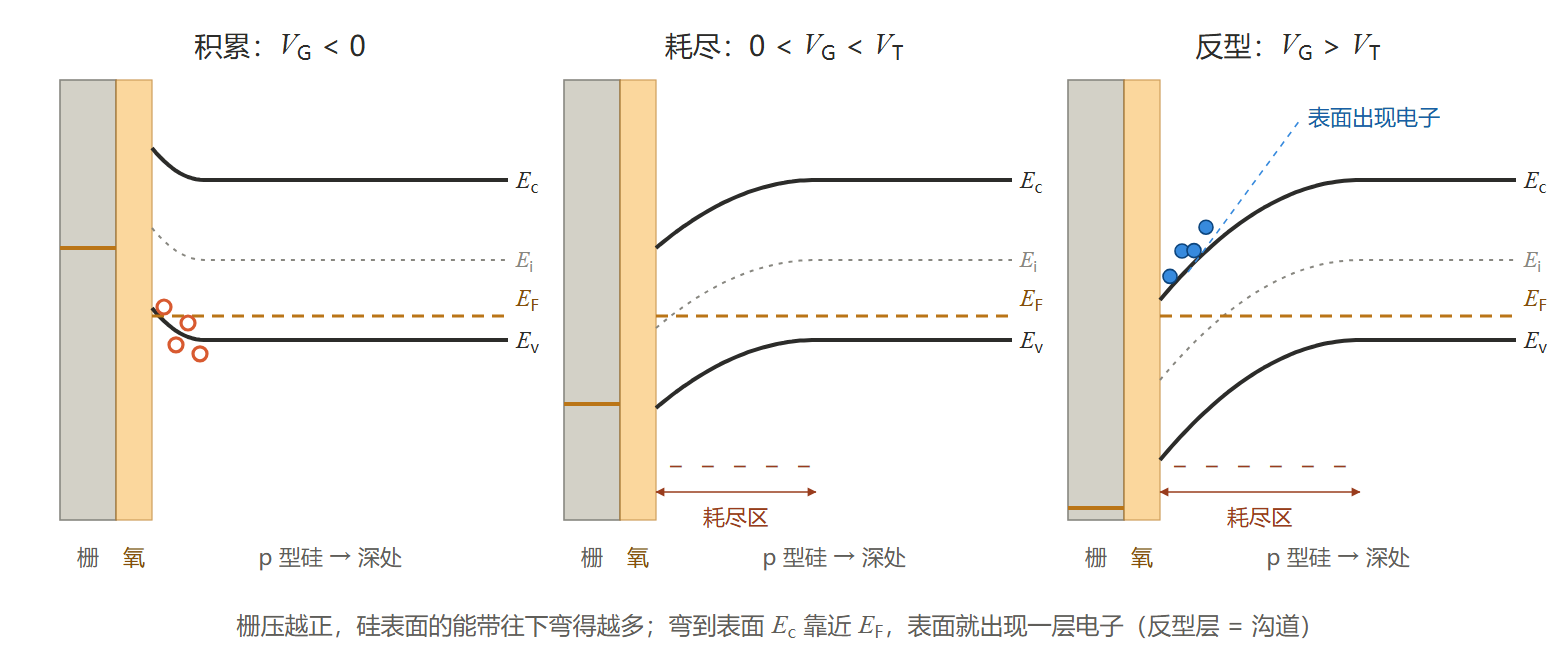 积累：VG < 0
耗尽：0 < VG < VT
反型：VG > VT
表面出现电子
Ec
Ei
EF
Ev
Ec
Ei
EF
Ev
Ec
Ei
EF
Ev
耗尽区
耗尽区
栅 氧 p 型硅 → 深处
栅 氧 p 型硅 → 深处
栅 氧 p 型硅 → 深处
栅压越正，硅表面的能带往下弯得越多；弯到表面 Ec 靠近 EF，表面就出现一层电子（反型层 = 沟道）